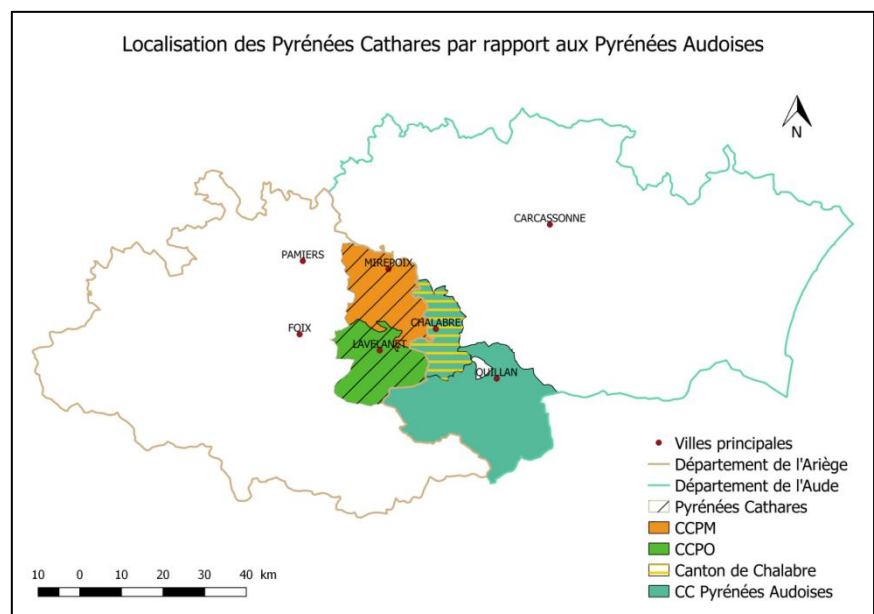 Localisation des Pyrénées Cathares par rapport aux Pyrénées Audoises
N
CARCASSONNE
PAMIERS
MIREPOIX
FOIX
CHALABRE
LAVELANET
QUILLAN
Villes principales
Département de l'Ariège
Département de l'Aude
Pyrénées Cathares
CCPM
CCPO
Canton de Chalabre
CC Pyrénées Audoises
10 0 10 20 30 40 km